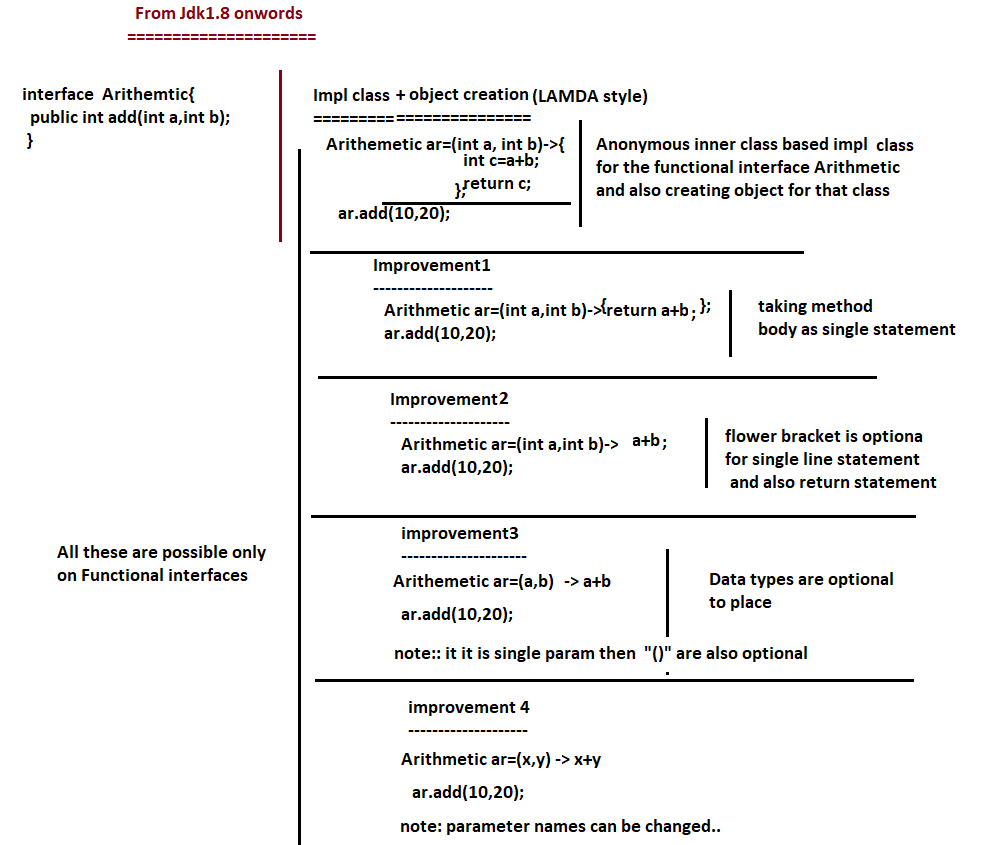 From Jdk1.8 onwords
=====================
interface  Arithemtic{
public int add(int a,int b);
}
Impl class + object creation (LAMDA style)
========= ===============
Arithemetic ar=(int a, int b)->{
int c=a+b;
return c;
};
ar.add(10,20);
Anonymous inner class based impl  class
for the functional interface Arithmetic
and also creating object for that class
Improvement1
--------------------
Arithmetic ar=(int a,int b)->{return a+b ; };
ar.add(10,20);
taking method
body as single statement
Improvement2
--------------------
Arithmetic ar=(int a,int b)->   a+b ;
ar.add(10,20);
flower bracket is optiona
for single line statement
and also return statement
All these are possible only
on Functional interfaces
improvement3
---------------------
Arithemetic ar=(a,b)  -> a+b
ar.add(10,20);
Data types are optional
to place
note:: it it is single param then  "()" are also optional
improvement 4
--------------------
Arithmetic ar=(x,y) -> x+y
ar.add(10,20);
note: parameter names can be changed..